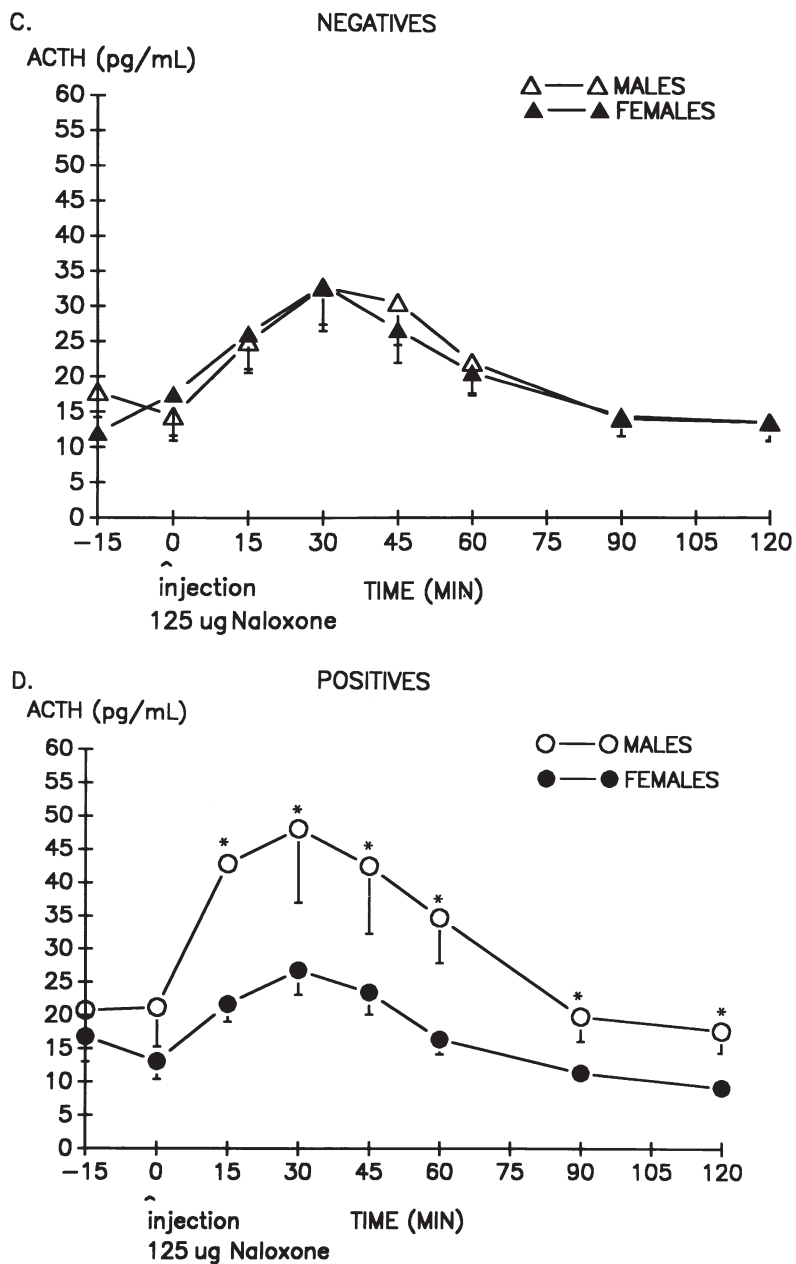 C.
NEGATIVES
ACTH (pg/mL)
△—△ MALES
▲—▲ FEMALES
60
55
50
45
40
35
30
25
20
15
10
5
0
−15 0 15 30 45 60 75 90 105 120
^
injection
TIME (MIN)
125 ug Naloxone
D.
POSITIVES
ACTH (pg/mL)
○—○ MALES
●—● FEMALES
60
55
50
45
40
35
30
25
20
15
10
5
0
* * * * * *
−15 0 15 30 45 60 75 90 105 120
^
injection
TIME (MIN)
125 ug Naloxone